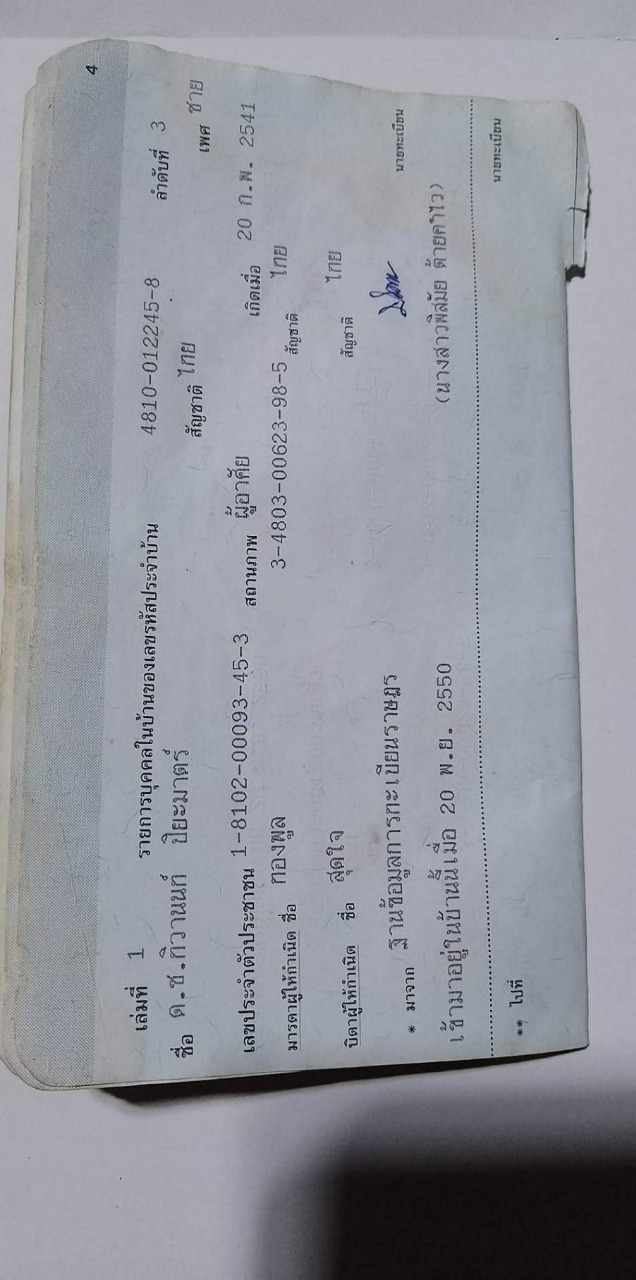 4
เล่มที่ 1 รายการบุคคลในบ้านของเลขรหัสประจำบ้าน 4810-012245-8 ลำดับที่ 3
ชื่อ ด.ช.ทิวานนท์ ปิยะมาตร์ สัญชาติ ไทย เพศ ชาย
เลขประจำตัวประชาชน 1-8102-00093-45-3 สถานภาพ ผู้อาศัย เกิดเมื่อ 20 ก.พ. 2541
มารดาผู้ให้กำเนิด ชื่อ ทองพูล 3-4803-00623-98-5 สัญชาติ ไทย
บิดาผู้ให้กำเนิด ชื่อ สุดใจ สัญชาติ ไทย
* มาจาก ฐานข้อมูลการทะเบียนราษฎร นายทะเบียน
เข้ามาอยู่ในบ้านนี้เมื่อ 20 พ.ย. 2550 (นางสาวพิสมัย ด้ายคำไว)
** ไปที่ นายทะเบียน